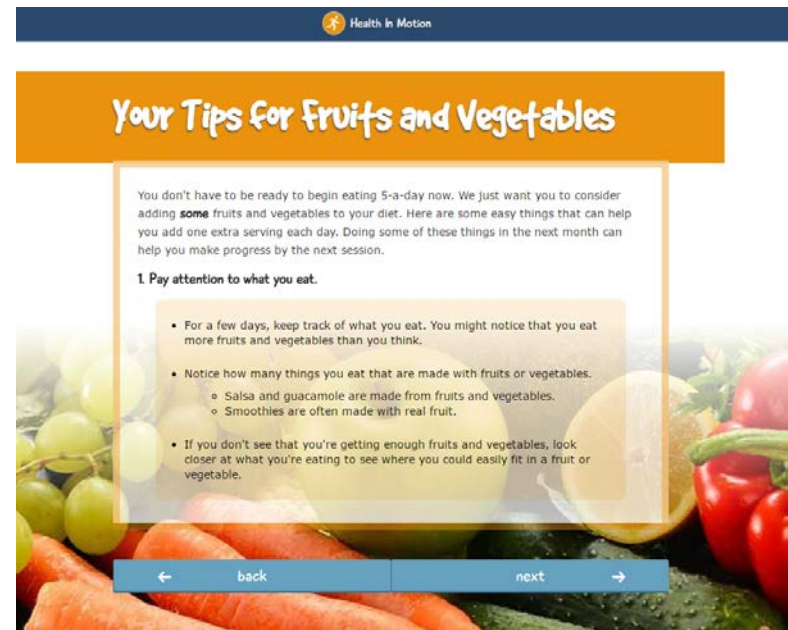 Health In Motion
Your Tips for Fruits and Vegetables
You don't have to be ready to begin eating 5-a-day now. We just want you to consider
adding some fruits and vegetables to your diet. Here are some easy things that can help
you add one extra serving each day. Doing some of these things in the next month can
help you make progress by the next session.
1. Pay attention to what you eat.
• For a few days, keep track of what you eat. You might notice that you eat
more fruits and vegetables than you think.
• Notice how many things you eat that are made with fruits or vegetables.
◦ Salsa and guacamole are made from fruits and vegetables.
◦ Smoothies are often made with real fruit.
• If you don't see that you're getting enough fruits and vegetables, look
closer at what you're eating to see where you could easily fit in a fruit or
vegetable.
← back
next →